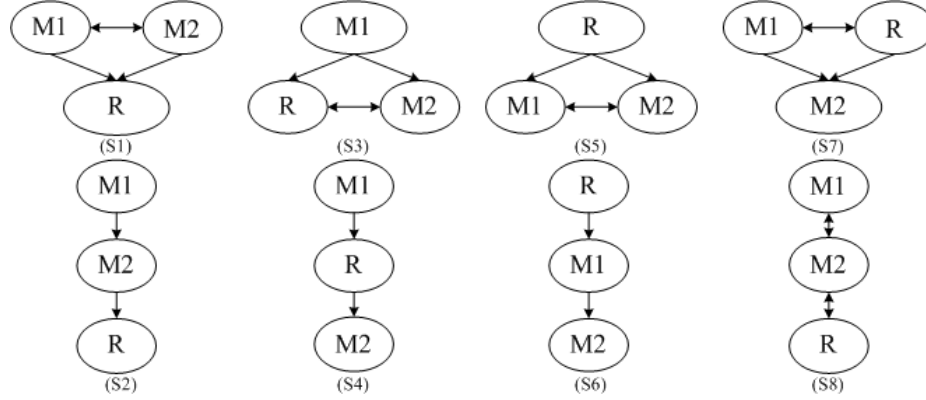 M1 M2 M1 R M1 R
R R M2 M1 M2 M2
(S1) (S3) (S5) (S7)
M1 M1 R M1
M2 R M1 M2
R M2 M2 R
(S2) (S4) (S6) (S8)